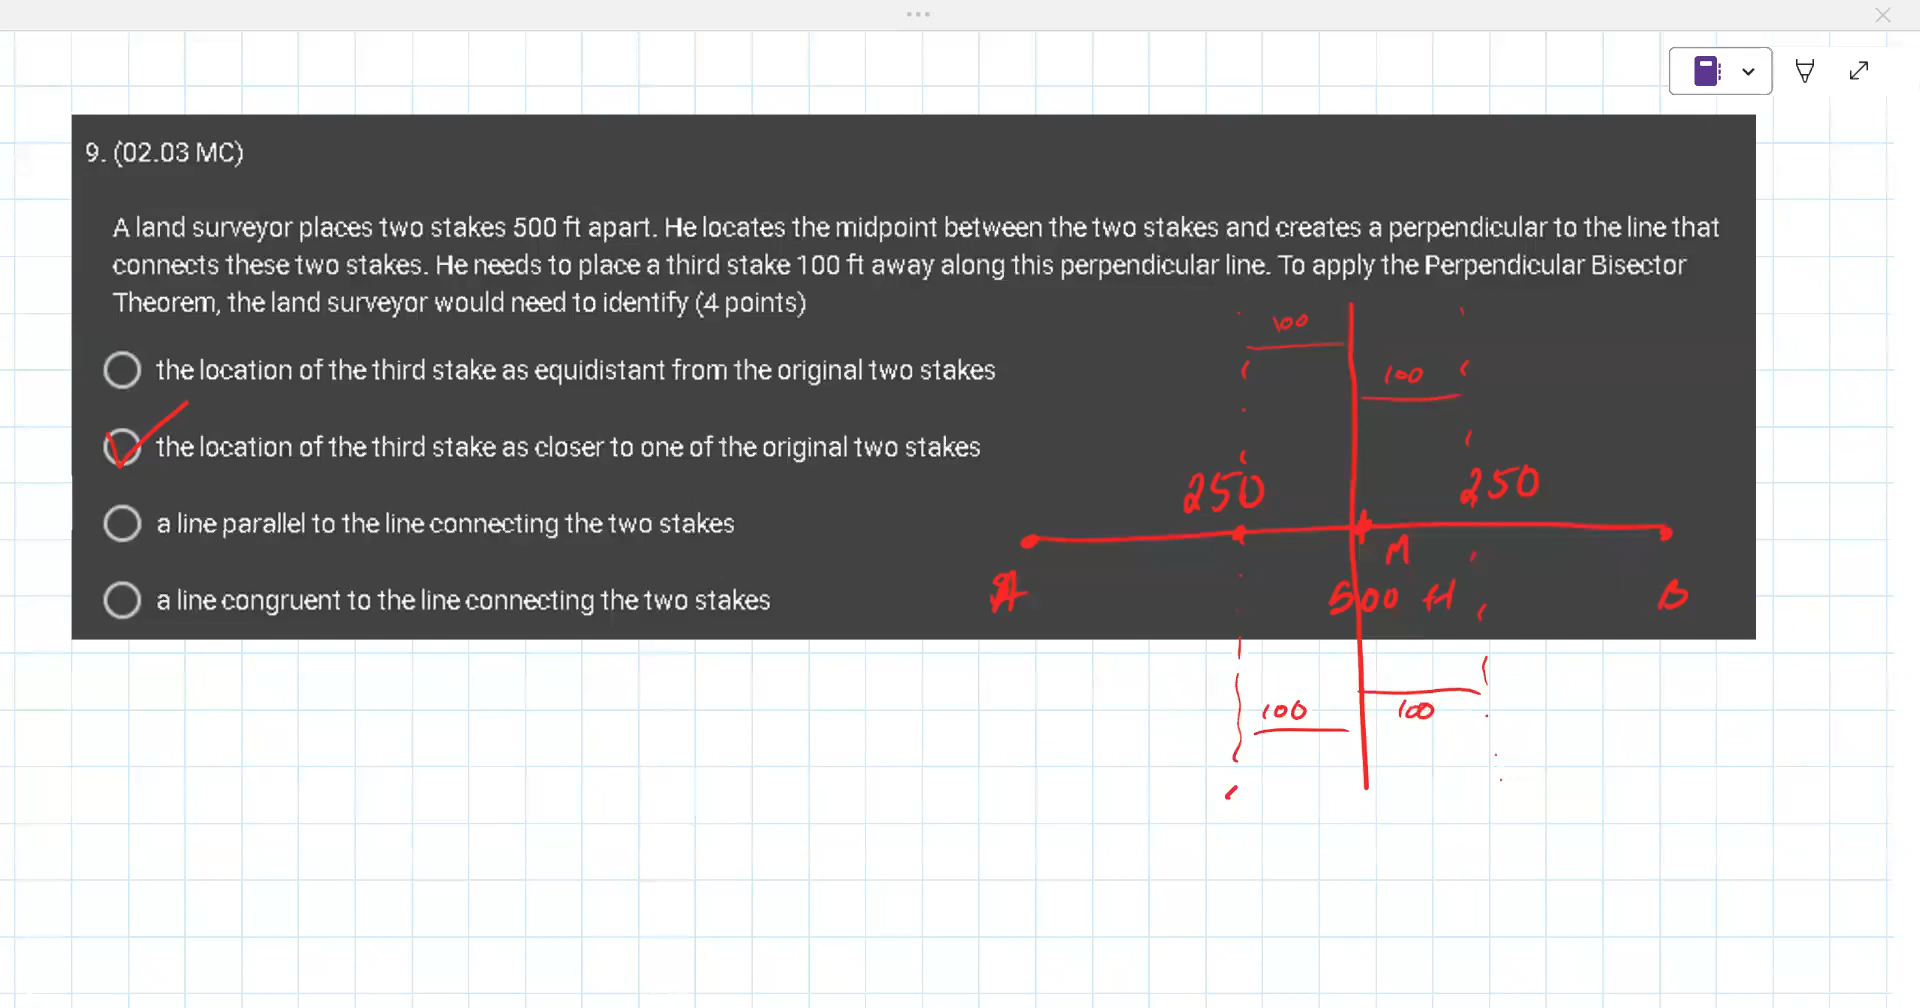 9. (02.03 MC)
A land surveyor places two stakes 500 ft apart. He locates the midpoint between the two stakes and creates a perpendicular to the line that
connects these two stakes. He needs to place a third stake 100 ft away along this perpendicular line. To apply the Perpendicular Bisector
Theorem, the land surveyor would need to identify (4 points)
the location of the third stake as equidistant from the original two stakes
the location of the third stake as closer to one of the original two stakes
a line parallel to the line connecting the two stakes
a line congruent to the line connecting the two stakes
100
100
250
250
M
A
500 ft
B
100
100